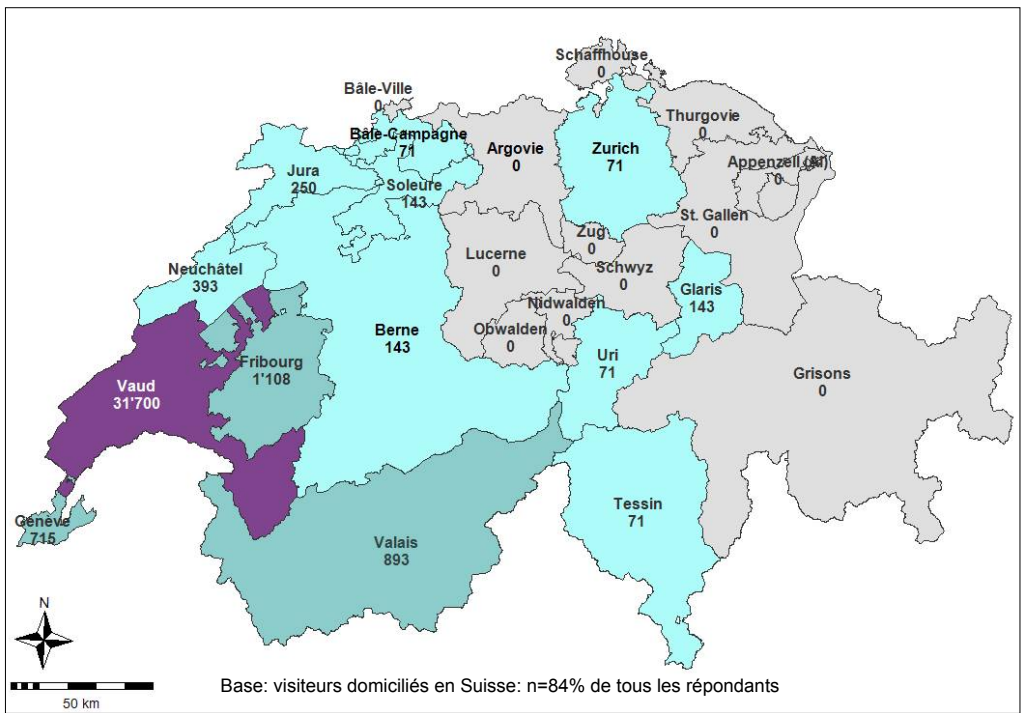 Schaffhouse
0
Bâle-Ville
0
Thurgovie
0
Bâle-Campagne
71
Argovie
0
Zurich
71
Appenzell (AI)
0
Jura
250
Soleure
143
St. Gallen
0
Zug
0
Lucerne
0
Schwyz
0
Neuchâtel
393
Glaris
143
Nidwalden
0
Obwalden
0
Berne
143
Uri
71
Fribourg
1'108
Grisons
0
Vaud
31'700
Tessin
71
Genève
715
Valais
893
N
50 km
Base: visiteurs domiciliés en Suisse: n=84% de tous les répondants